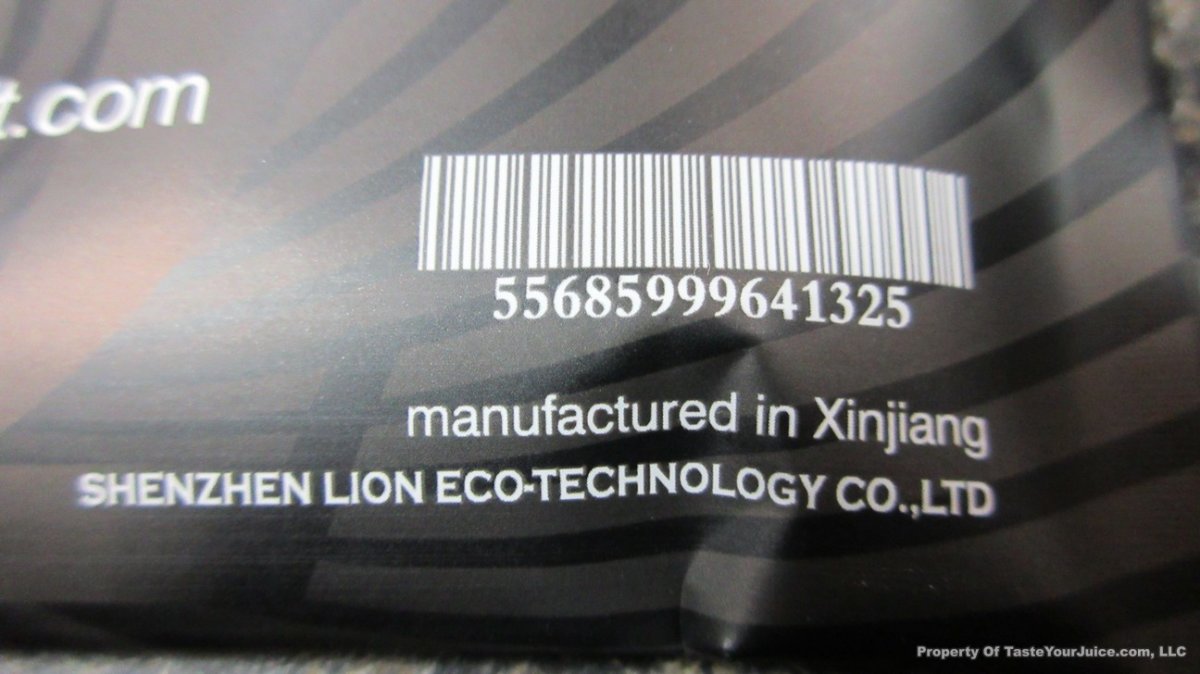 t.com
55685999641325
manufactured in Xinjiang
SHENZHEN LION ECO-TECHNOLOGY CO.,LTD
Property Of TasteYourJuice.com, LLC